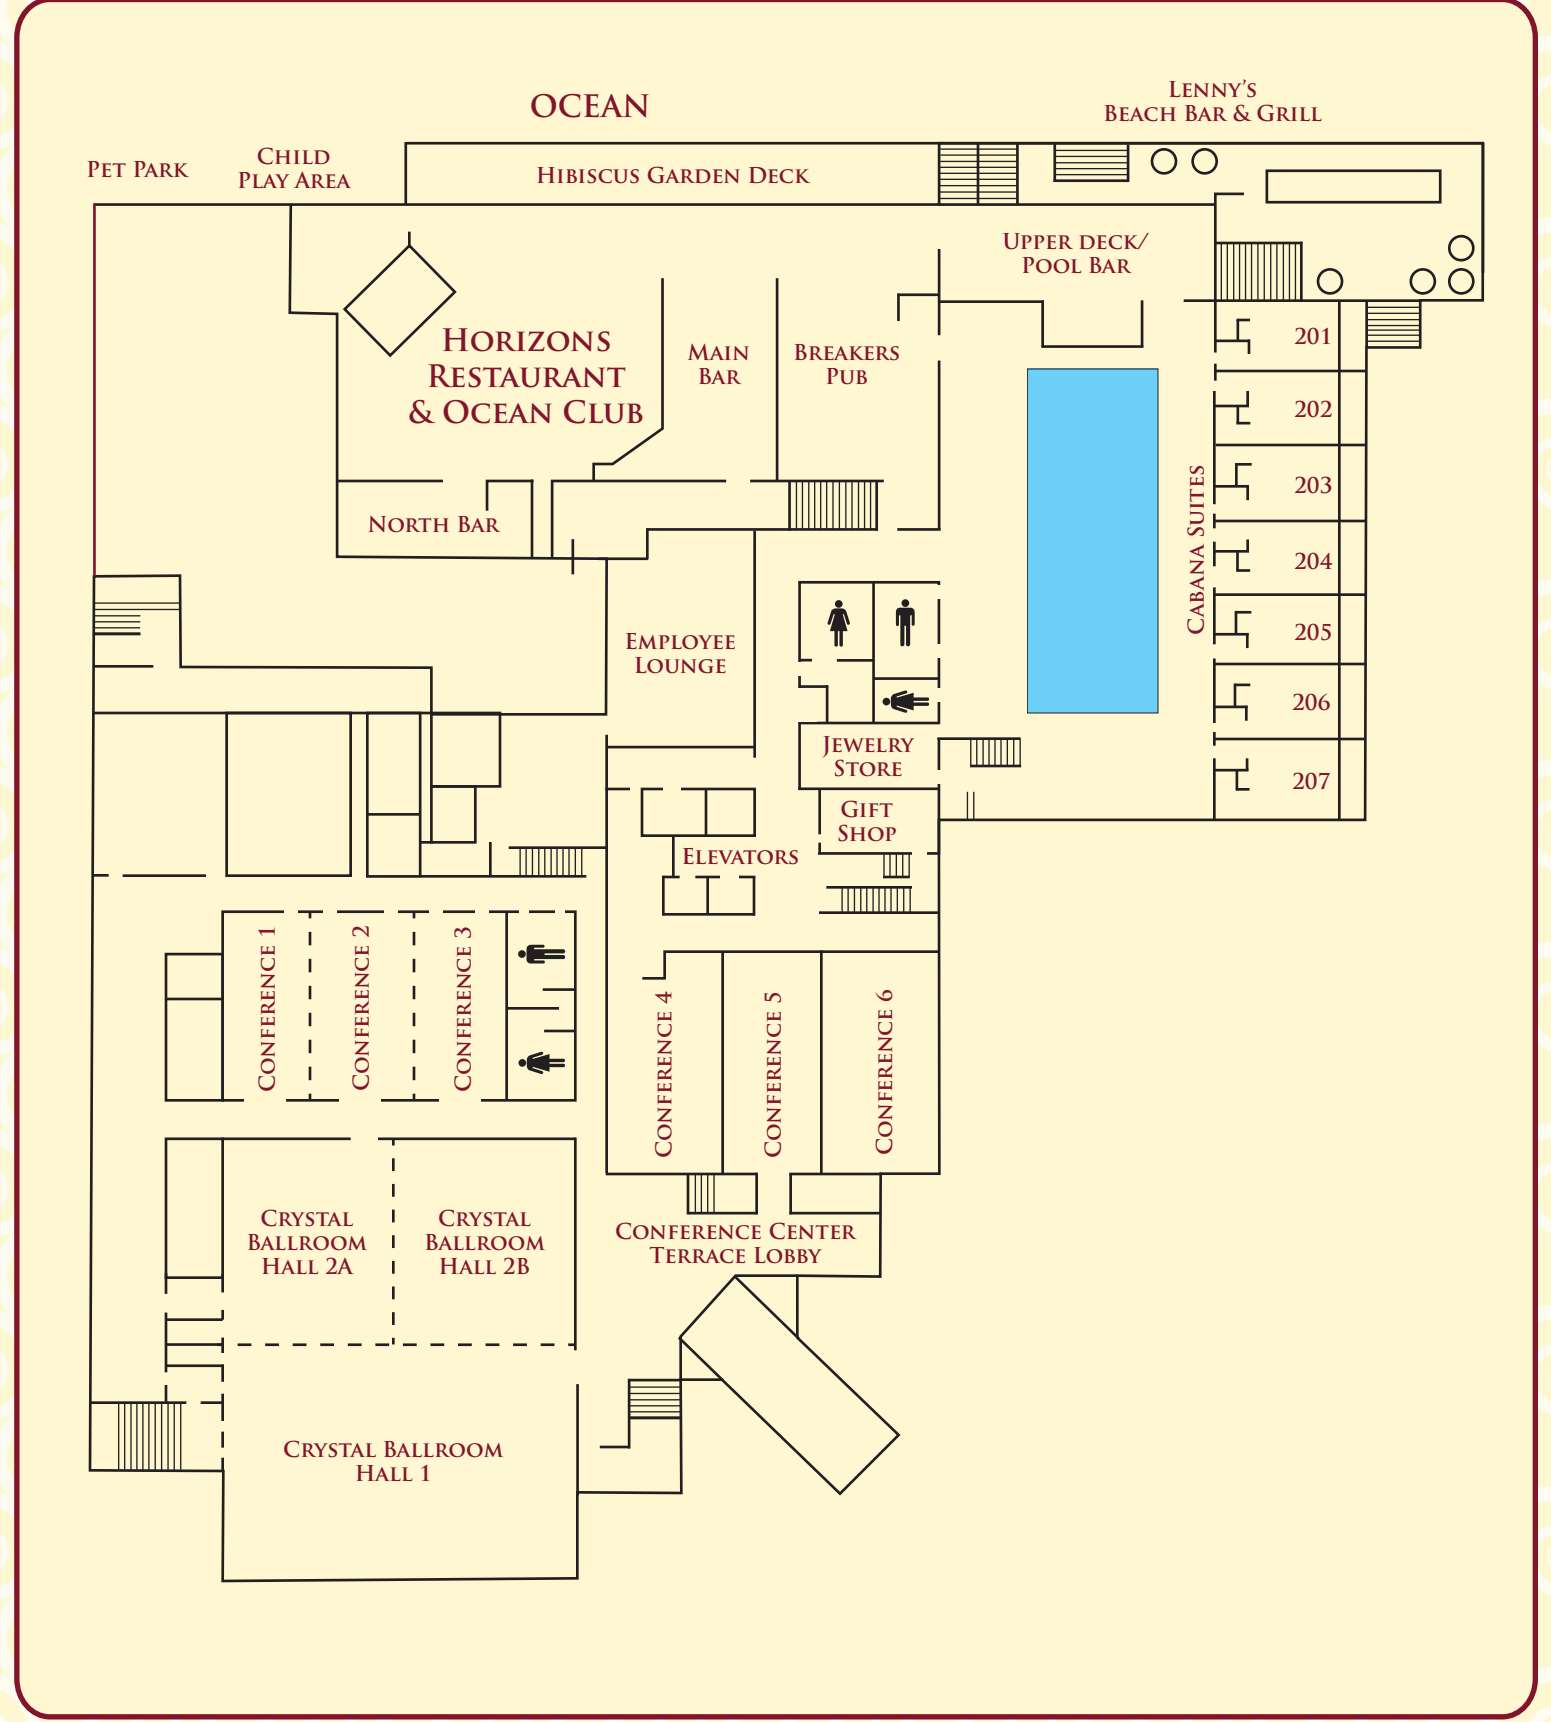 OCEAN
Lenny's
Beach Bar & Grill
Pet Park
Child
Play Area
Hibiscus Garden Deck
Upper deck/
Pool Bar
Horizons
Restaurant
& Ocean Club
Main
Bar
Breakers
Pub
North Bar
Cabana Suites
201
202
203
204
205
206
207
Employee
Lounge
Jewelry
Store
Gift
Shop
Elevators
Conference 1
Conference 2
Conference 3
Conference 4
Conference 5
Conference 6
Crystal
Ballroom
Hall 2A
Crystal
Ballroom
Hall 2B
Conference Center
Terrace Lobby
Crystal Ballroom
Hall 1